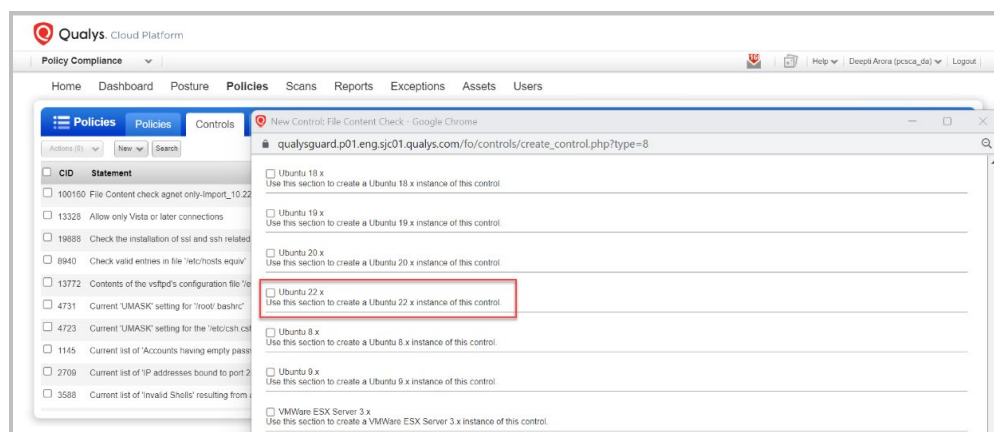 Qualys. Cloud Platform
Policy Compliance
Help
Deepti Arora (pcsca_da)
Logout
Home Dashboard Posture Policies Scans Reports Exceptions Assets Users
Policies Policies Controls
Actions (0) New Search
CID Statement
100160 File Content check agnet only-Import_10.22
13328 Allow only Vista or later connections
19888 Check the installation of ssl and ssh related
8940 Check valid entries in file '/etc/hosts.equiv'
13772 Contents of the vsftpd's configuration file '/e
4731 Current 'UMASK' setting for '/root/.bashrc'
4723 Current 'UMASK' setting for the '/etc/csh.csh
1145 Current list of 'Accounts having empty pass
2709 Current list of 'IP addresses bound to port 2
3588 Current list of 'Invalid Shells' resulting from
New Control: File Content Check - Google Chrome
qualysguard.p01.eng.sjc01.qualys.com/fo/controls/create_control.php?type=8
Ubuntu 18.x
Use this section to create a Ubuntu 18.x instance of this control.
Ubuntu 19.x
Use this section to create a Ubuntu 19.x instance of this control.
Ubuntu 20.x
Use this section to create a Ubuntu 20.x instance of this control.
Ubuntu 22.x
Use this section to create a Ubuntu 22.x instance of this control.
Ubuntu 8.x
Use this section to create a Ubuntu 8.x instance of this control.
Ubuntu 9.x
Use this section to create a Ubuntu 9.x instance of this control.
VMWare ESX Server 3.x
Use this section to create a VMWare ESX Server 3.x instance of this control.